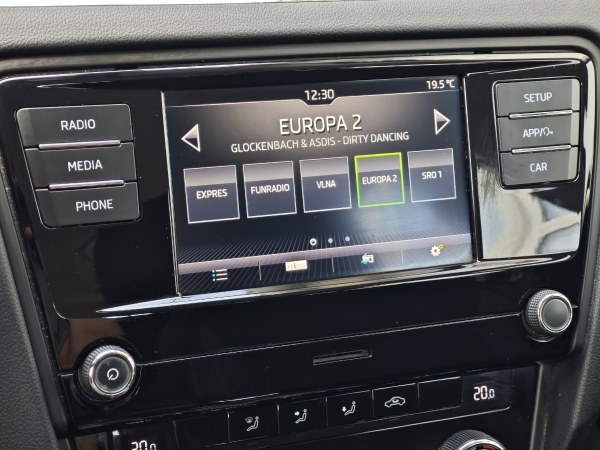 12:30
19.5 °C
EUROPA 2
GLOCKENBACH & ASDIS - DIRTY DANCING
EXPRES
FUNRADIO
VLNA
EUROPA 2
SRO 1
RADIO
MEDIA
PHONE
SETUP
APP/
CAR
20.0
20.0